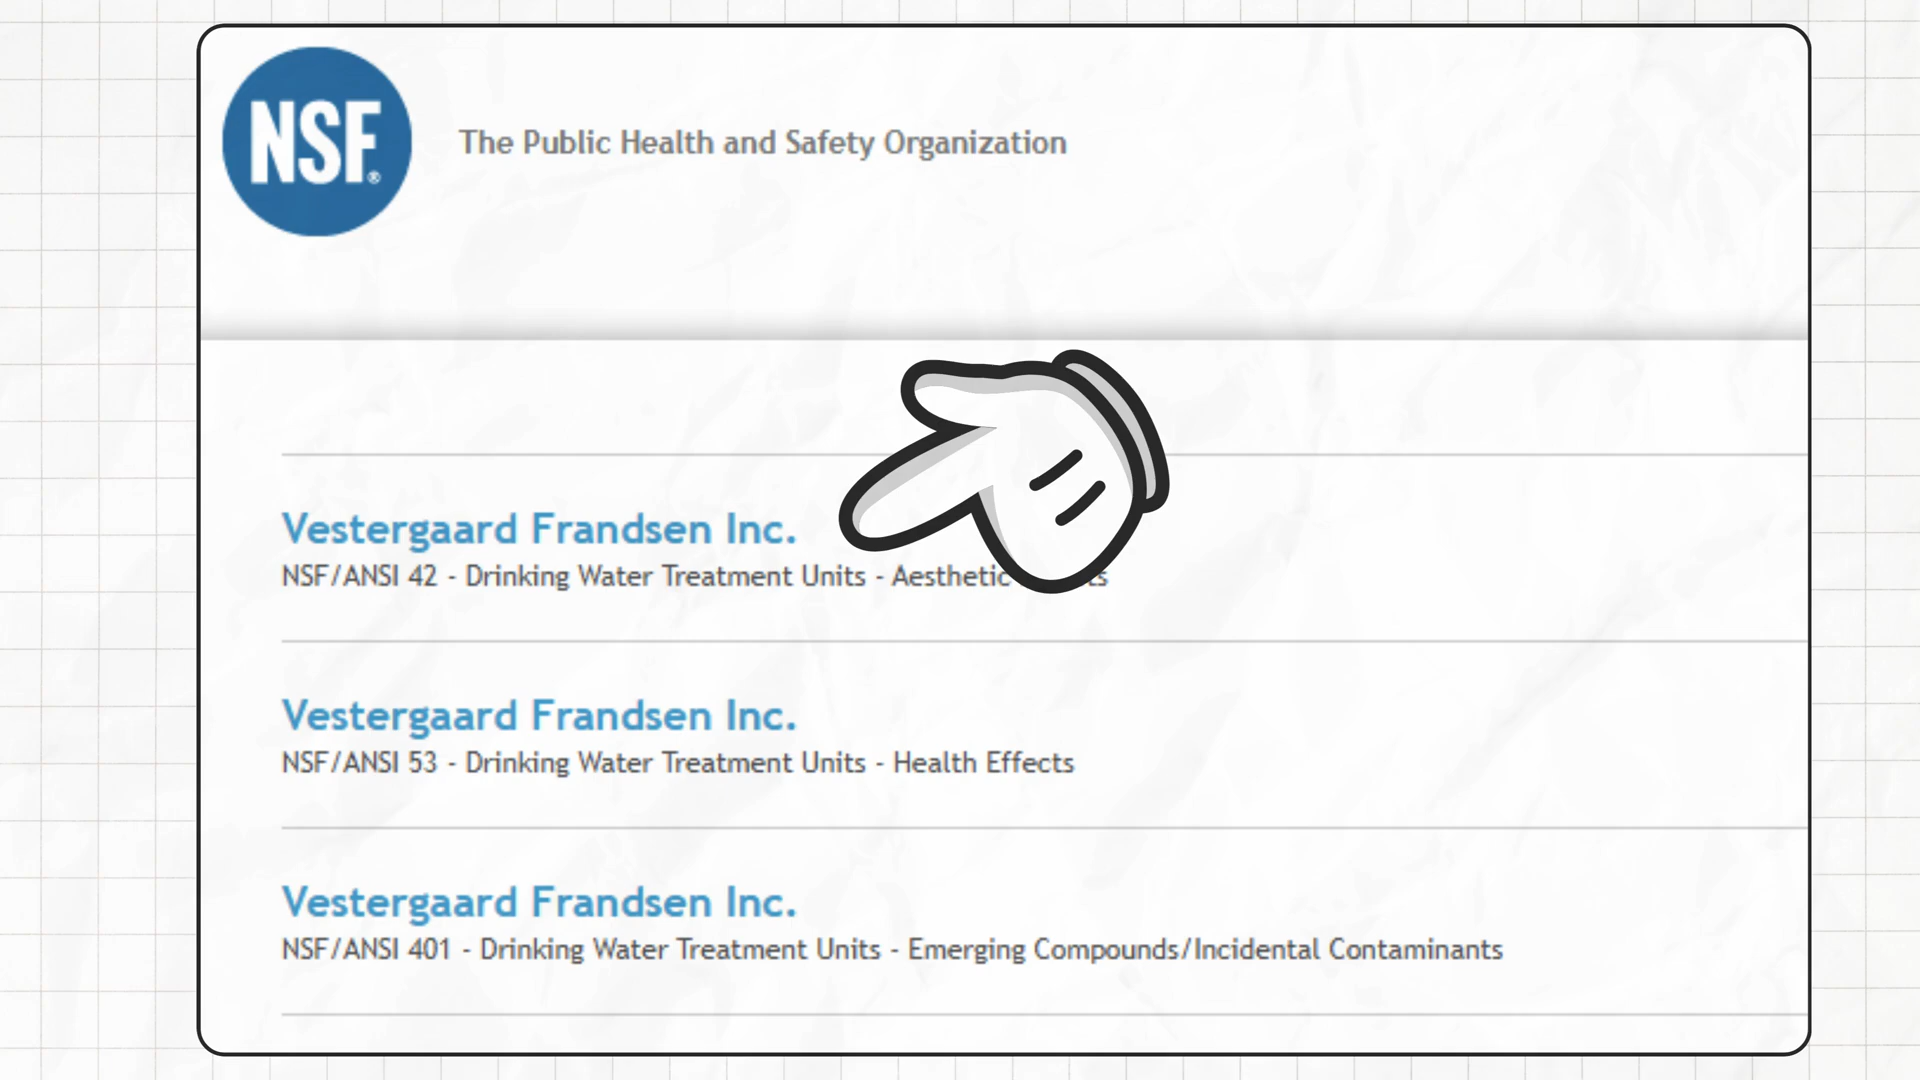 NSF®
The Public Health and Safety Organization
Vestergaard Frandsen Inc.
NSF/ANSI 42 - Drinking Water Treatment Units - Aesthetic
Vestergaard Frandsen Inc.
NSF/ANSI 53 - Drinking Water Treatment Units - Health Effects
Vestergaard Frandsen Inc.
NSF/ANSI 401 - Drinking Water Treatment Units - Emerging Compounds/Incidental Contaminants